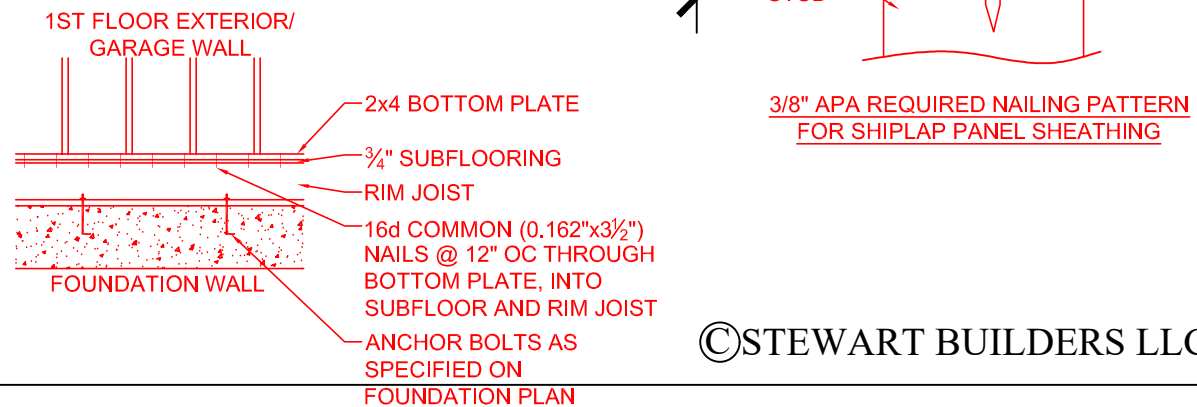 1ST FLOOR EXTERIOR/
GARAGE WALL
2x4 BOTTOM PLATE
¾" SUBFLOORING
RIM JOIST
16d COMMON (0.162"x3½")
NAILS @ 12" OC THROUGH
BOTTOM PLATE, INTO
SUBFLOOR AND RIM JOIST
ANCHOR BOLTS AS
SPECIFIED ON
FOUNDATION PLAN
FOUNDATION WALL
3/8" APA REQUIRED NAILING PATTERN
FOR SHIPLAP PANEL SHEATHING
©STEWART BUILDERS LLC